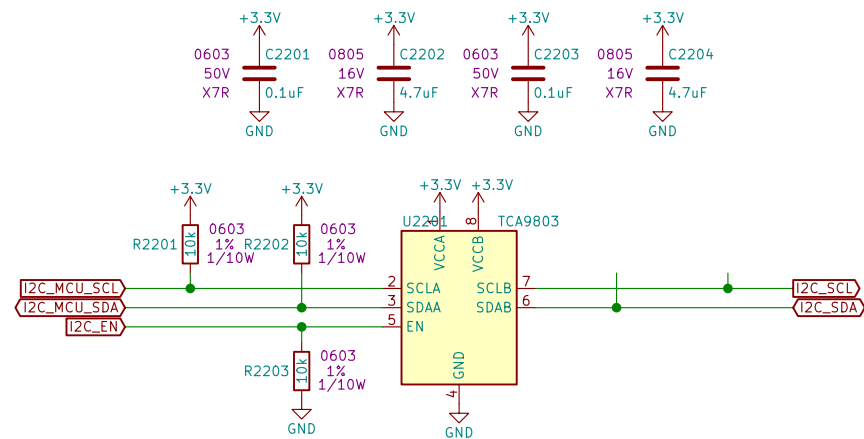 +3.3V +3.3V +3.3V +3.3V
0603 C2201 0805 C2202 0603 C2203 0805 C2204
50V 16V 50V 16V
X7R 0.1uF X7R 4.7uF X7R 0.1uF X7R 4.7uF
GND GND GND GND
+3.3V +3.3V +3.3V +3.3V
U2201 TCA9803
R2201 10k 0603 1% 1/10W
R2202 10k 0603 1% 1/10W
1 VCCA 8 VCCB
I2C_MCU_SCL 2 SCLA SCLB 7 I2C_SCL
I2C_MCU_SDA 3 SDAA SDAB 6 I2C_SDA
I2C_EN 5 EN
R2203 10k 0603 1% 1/10W
GND 4
GND GND